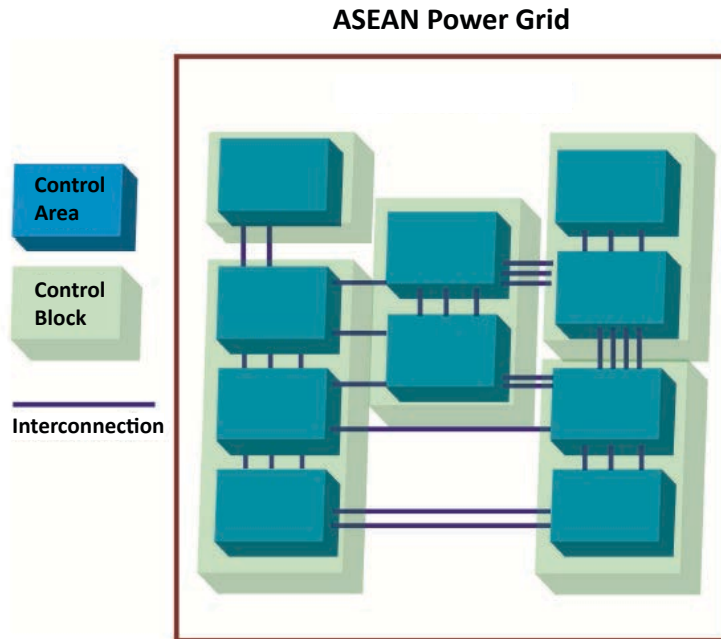 ASEAN Power Grid
Control
Area
Control
Block
Interconnection